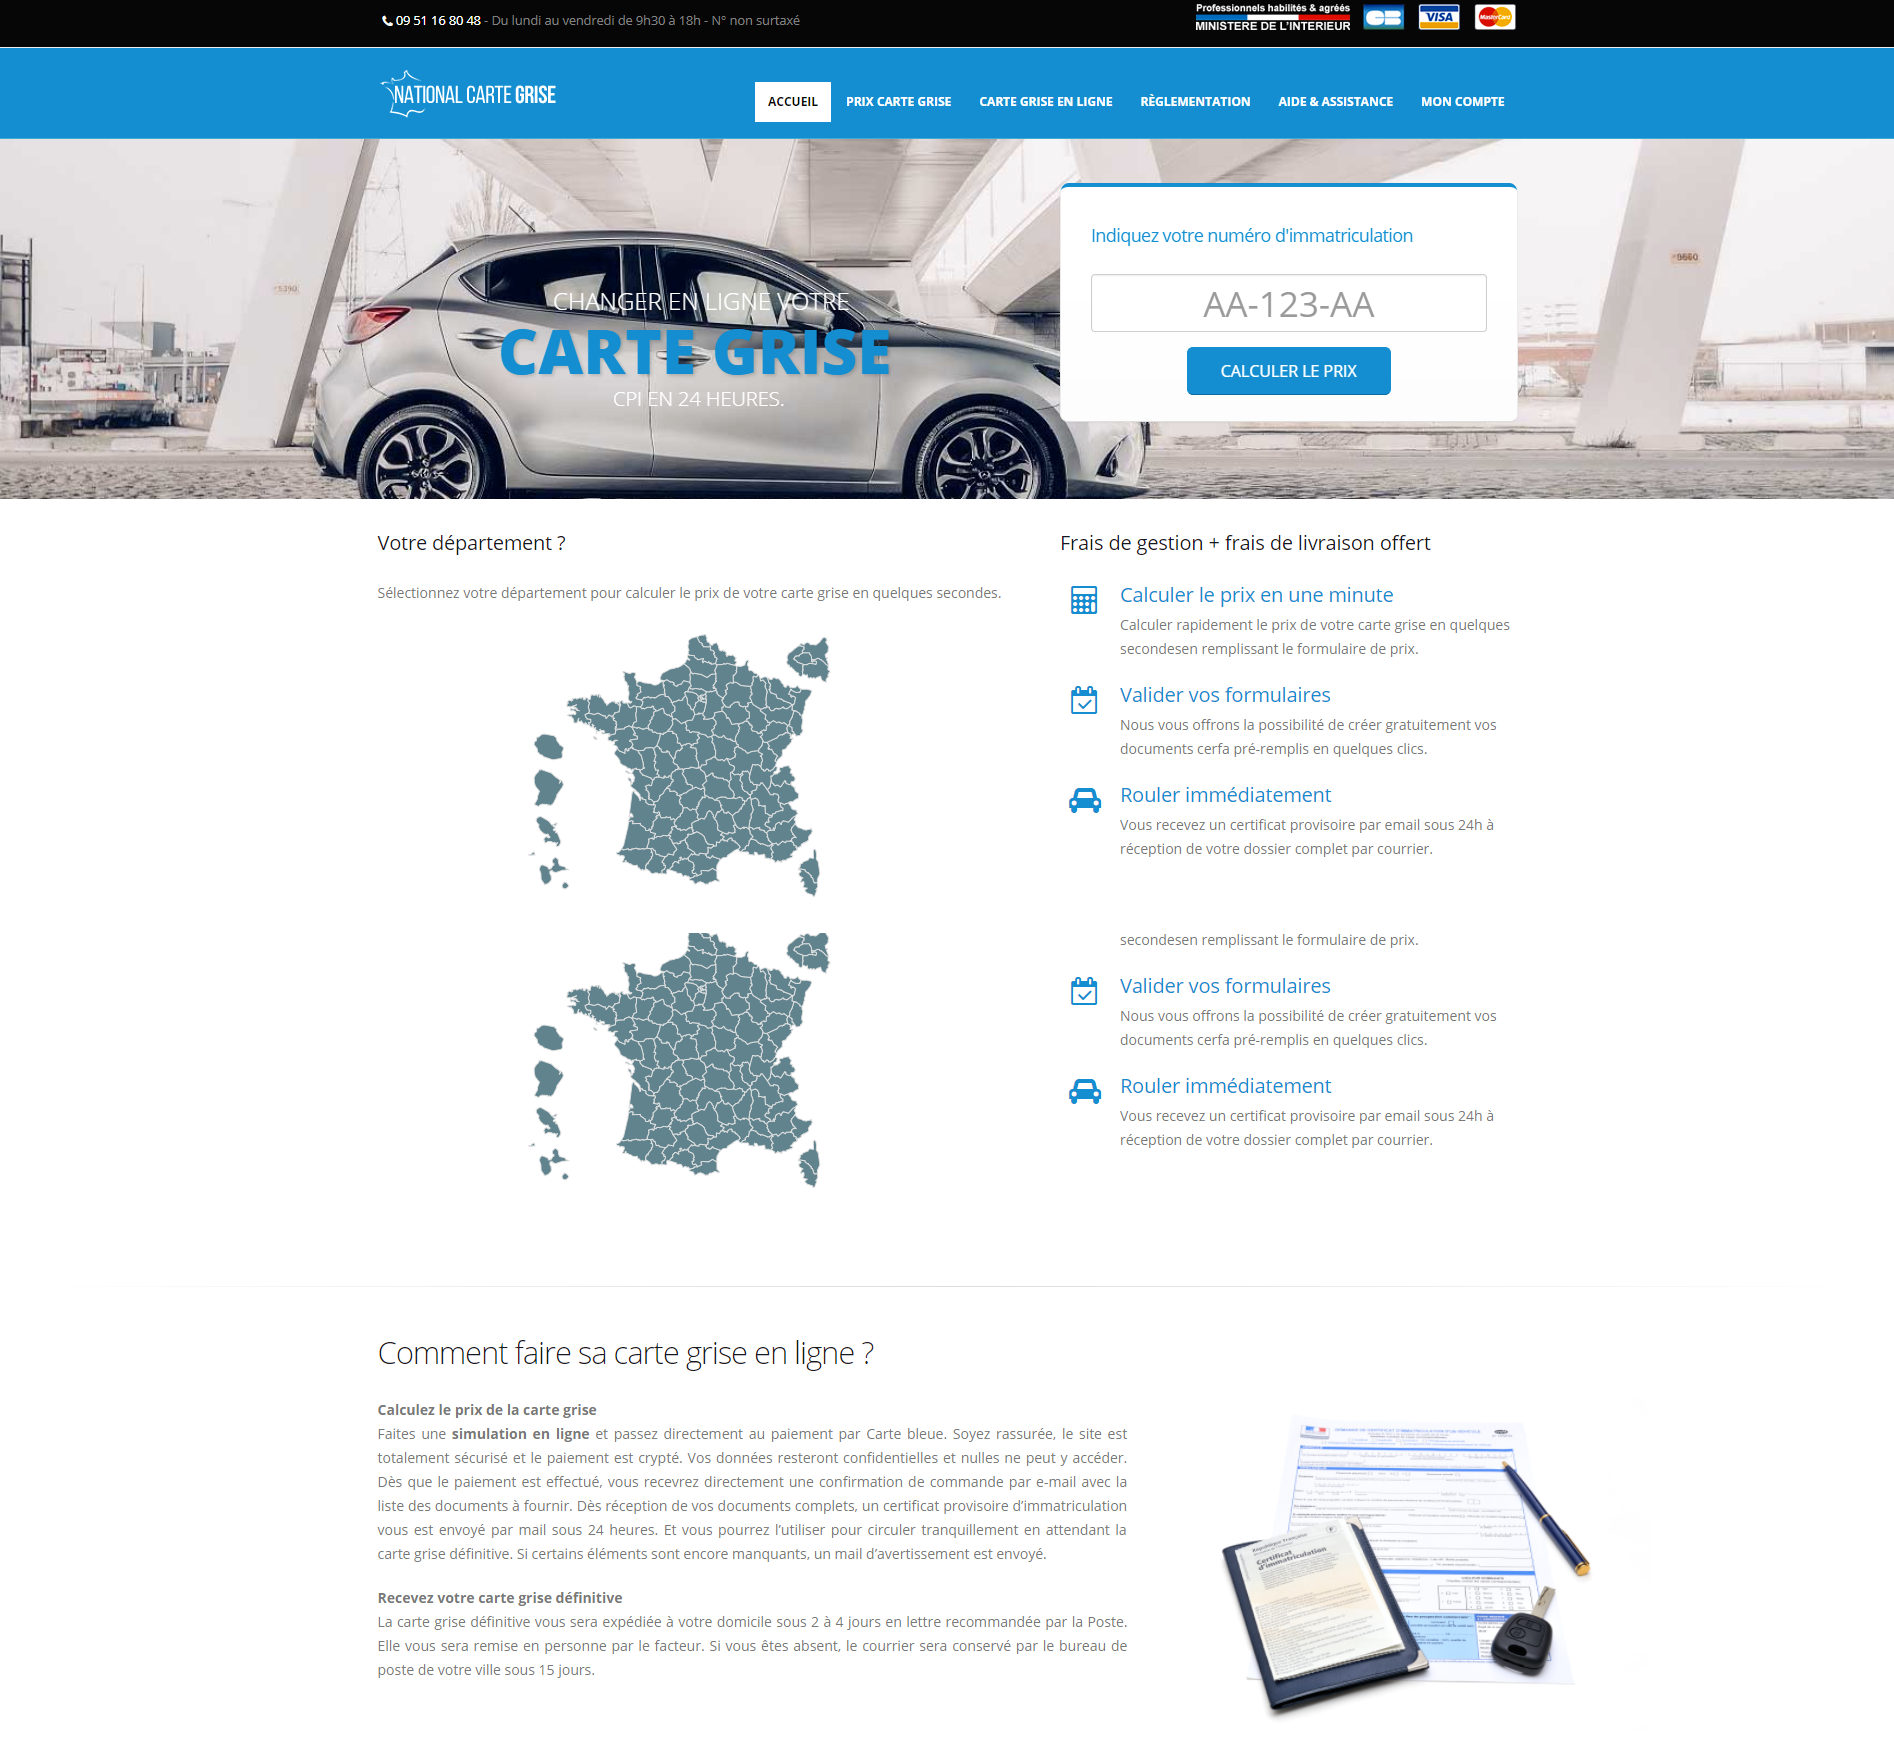 09 51 16 80 48 - Du lundi au vendredi de 9h30 à 18h - N° non surtaxé
Professionnels habilités & agréés
MINISTERE DE L'INTERIEUR
CB
VISA
MasterCard
NATIONAL CARTE GRISE
ACCUEIL
PRIX CARTE GRISE
CARTE GRISE EN LIGNE
RÈGLEMENTATION
AIDE & ASSISTANCE
MON COMPTE
CHANGER EN LIGNE VOTRE
CARTE GRISE
CPI EN 24 HEURES.
Indiquez votre numéro d'immatriculation
AA-123-AA
CALCULER LE PRIX
Votre département ?
Sélectionnez votre département pour calculer le prix de votre carte grise en quelques secondes.
Frais de gestion + frais de livraison offert
Calculer le prix en une minute
Calculer rapidement le prix de votre carte grise en quelques
secondesen remplissant le formulaire de prix.
Valider vos formulaires
Nous vous offrons la possibilité de créer gratuitement vos
documents cerfa pré-remplis en quelques clics.
Rouler immédiatement
Vous recevez un certificat provisoire par email sous 24h à
réception de votre dossier complet par courrier.
secondesen remplissant le formulaire de prix.
Valider vos formulaires
Nous vous offrons la possibilité de créer gratuitement vos
documents cerfa pré-remplis en quelques clics.
Rouler immédiatement
Vous recevez un certificat provisoire par email sous 24h à
réception de votre dossier complet par courrier.
Comment faire sa carte grise en ligne ?
Calculez le prix de la carte grise
Faites une simulation en ligne et passez directement au paiement par Carte bleue. Soyez rassurée, le site est
totalement sécurisé et le paiement est crypté. Vos données resteront confidentielles et nulles ne peut y accéder.
Dès que le paiement est effectué, vous recevrez directement une confirmation de commande par e-mail avec la
liste des documents à fournir. Dès réception de vos documents complets, un certificat provisoire d’immatriculation
vous est envoyé par mail sous 24 heures. Et vous pourrez l’utiliser pour circuler tranquillement en attendant la
carte grise définitive. Si certains éléments sont encore manquants, un mail d’avertissement est envoyé.
Recevez votre carte grise définitive
La carte grise définitive vous sera expédiée à votre domicile sous 2 à 4 jours en lettre recommandée par la Poste.
Elle vous sera remise en personne par le facteur. Si vous êtes absent, le courrier sera conservé par le bureau de
poste de votre ville sous 15 jours.
République Française
Certificat
d'immatriculation